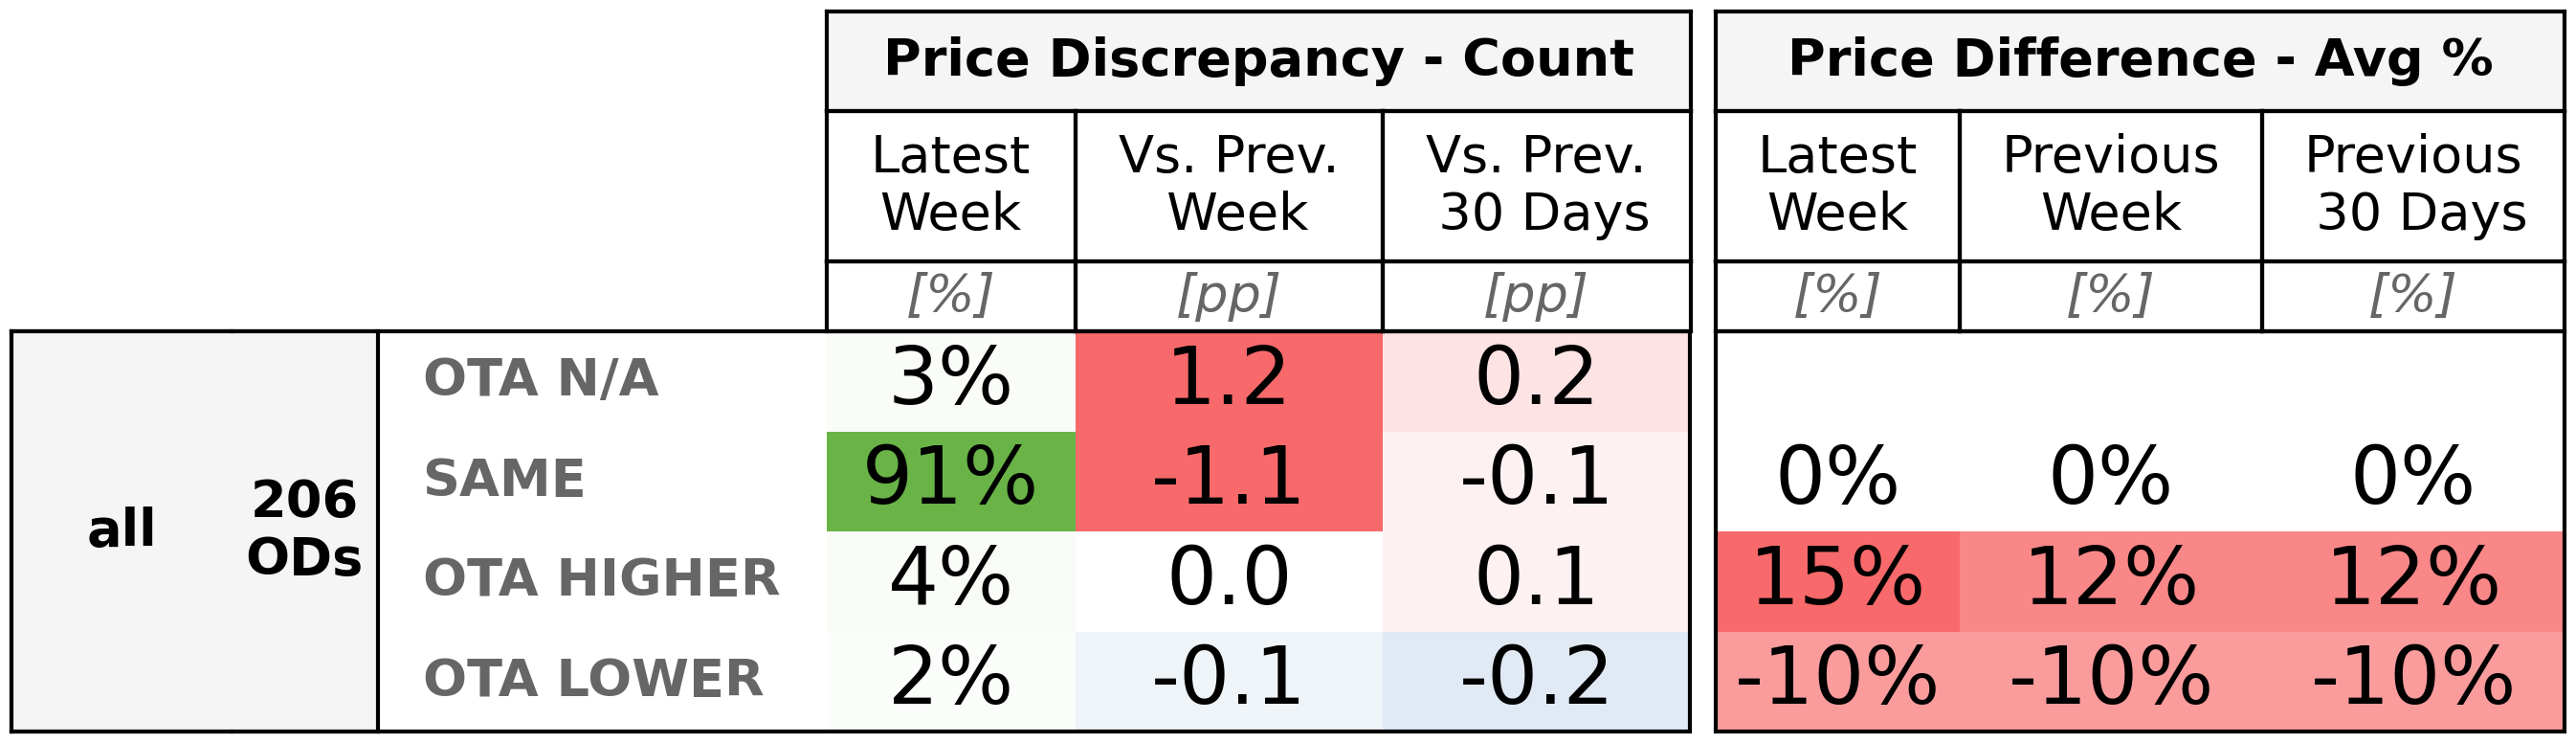 Price Discrepancy - Count Price Difference - Avg %
Latest Week Vs. Prev. Week Vs. Prev. 30 Days Latest Week Previous Week Previous 30 Days
[%] [pp] [pp] [%] [%] [%]
all 206 ODs
OTA N/A 3% 1.2 0.2
SAME 91% -1.1 -0.1 0% 0% 0%
OTA HIGHER 4% 0.0 0.1 15% 12% 12%
OTA LOWER 2% -0.1 -0.2 -10% -10% -10%